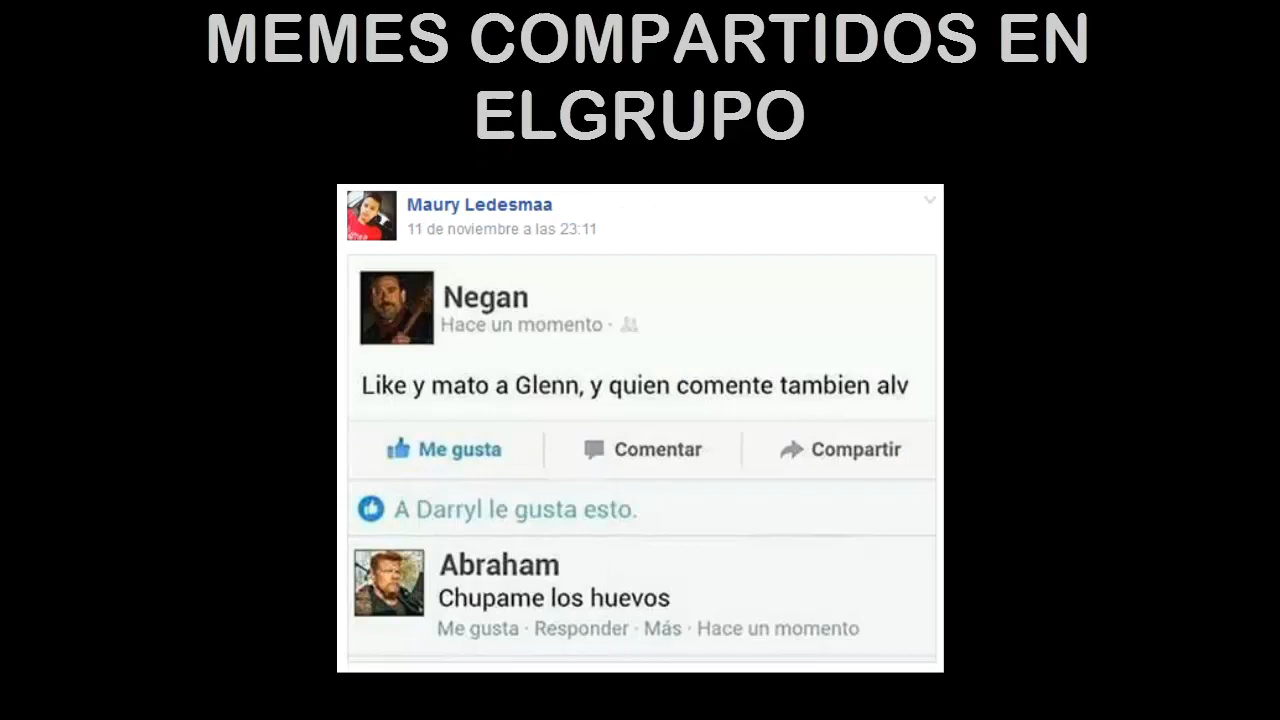 MEMES COMPARTIDOS EN
ELGRUPO
Maury Ledesmaa
11 de noviembre a las 23:11
Negan
Hace un momento ·
Like y mato a Glenn, y quien comente tambien alv
Me gusta Comentar Compartir
A Darryl le gusta esto.
Abraham
Chupame los huevos
Me gusta · Responder · Más · Hace un momento